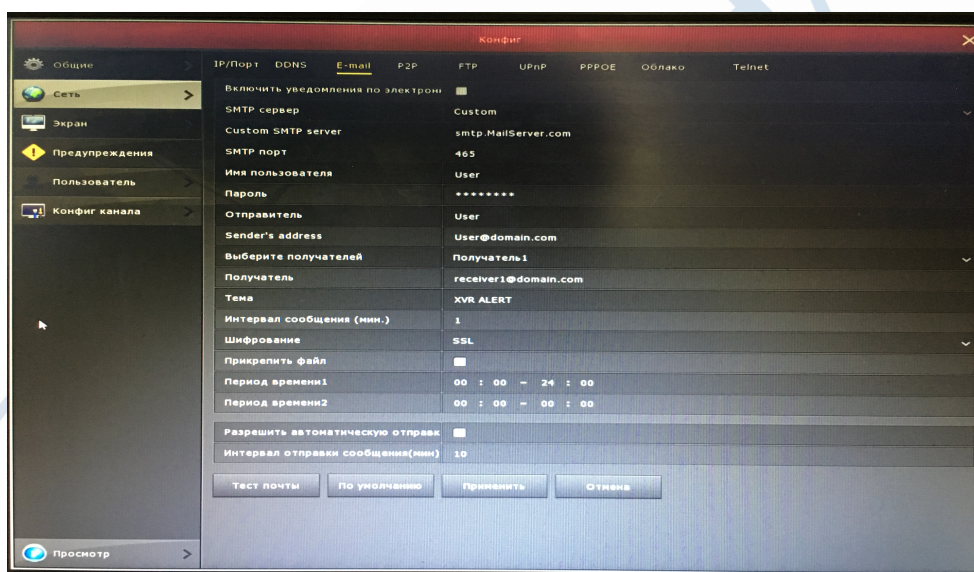 Конфиг
Общие
Сеть
Экран
Предупреждения
Пользователь
Конфиг канала
Просмотр
IP/Порт DDNS E-mail P2P FTP UPnP PPPOE Облако Telnet
Включить уведомления по электронн
SMTP сервер Custom
Custom SMTP server smtp.MailServer.com
SMTP порт 465
Имя пользователя User
Пароль ********
Отправитель User
Sender's address User@domain.com
Выберите получателей Получатель1
Получатель receiver1@domain.com
Тема XVR ALERT
Интервал сообщения (мин.) 1
Шифрование SSL
Прикрепить файл
Период времени1 00 : 00 - 24 : 00
Период времени2 00 : 00 - 00 : 00
Разрешить автоматическую отправк
Интервал отправки сообщения(мин) 10
Тест почты По умолчанию Применить Отмена